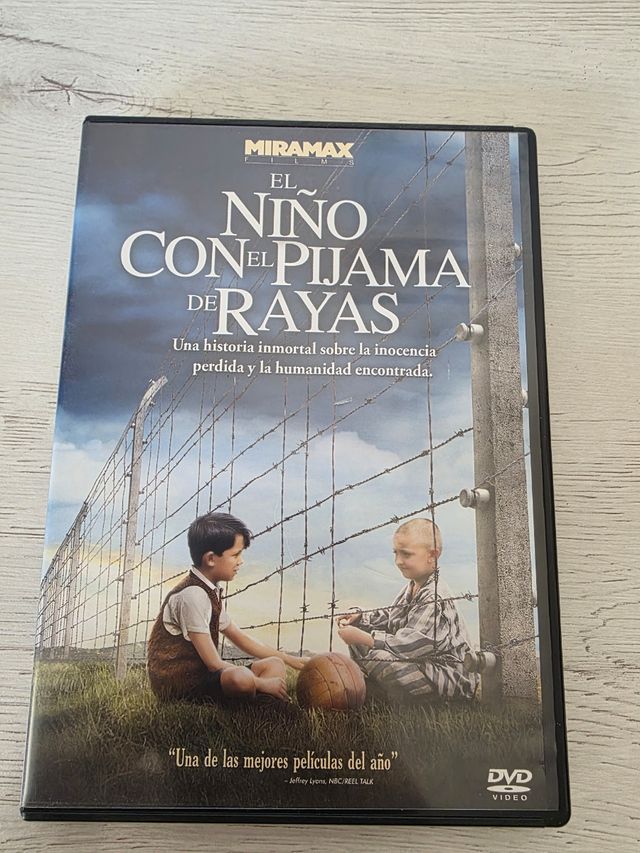 MIRAMAX
FILMS
EL
NIÑO
CON EL PIJAMA
DE RAYAS
Una historia inmortal sobre la inocencia
perdida y la humanidad encontrada.
"Una de las mejores películas del año"
– Jeffrey Lyons, NBC/REEL TALK
DVD
VIDEO